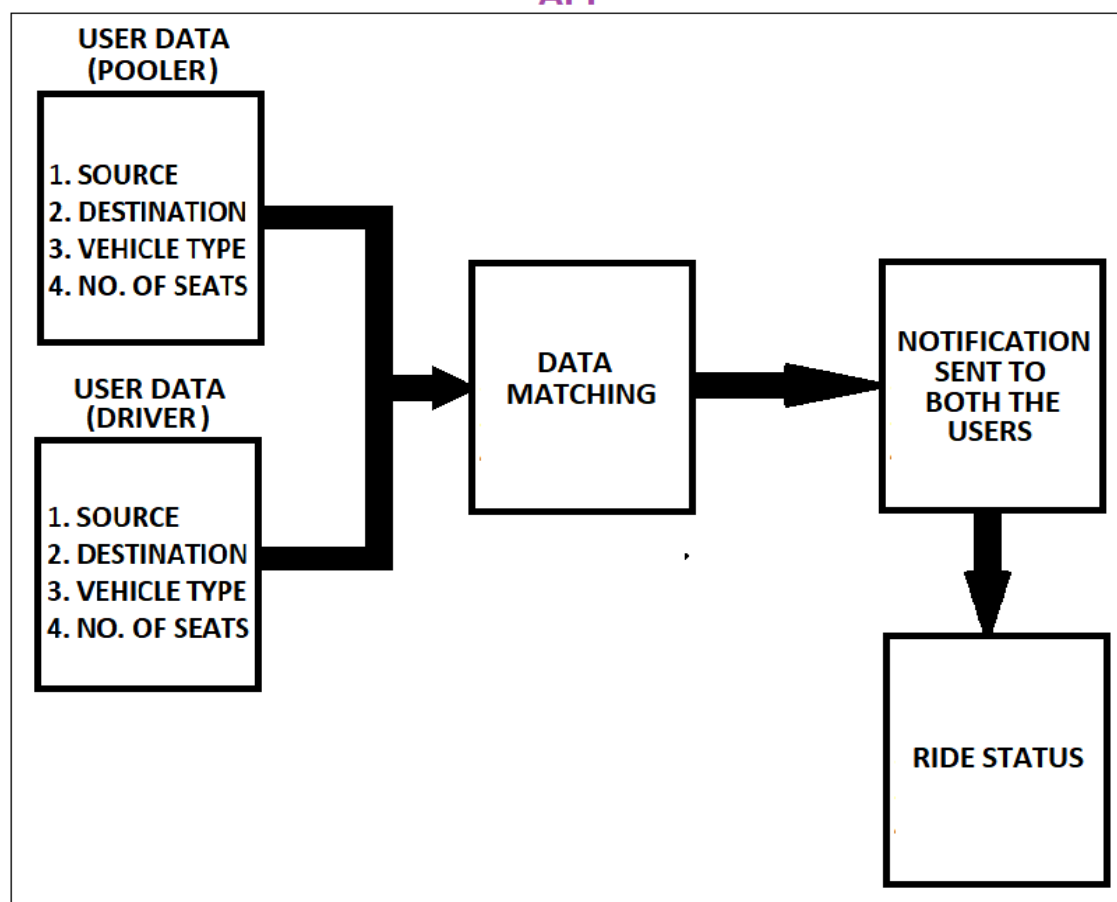 USER DATA
(POOLER)
1. SOURCE
2. DESTINATION
3. VEHICLE TYPE
4. NO. OF SEATS
USER DATA
(DRIVER)
1. SOURCE
2. DESTINATION
3. VEHICLE TYPE
4. NO. OF SEATS
DATA
MATCHING
NOTIFICATION
SENT TO
BOTH THE
USERS
RIDE STATUS